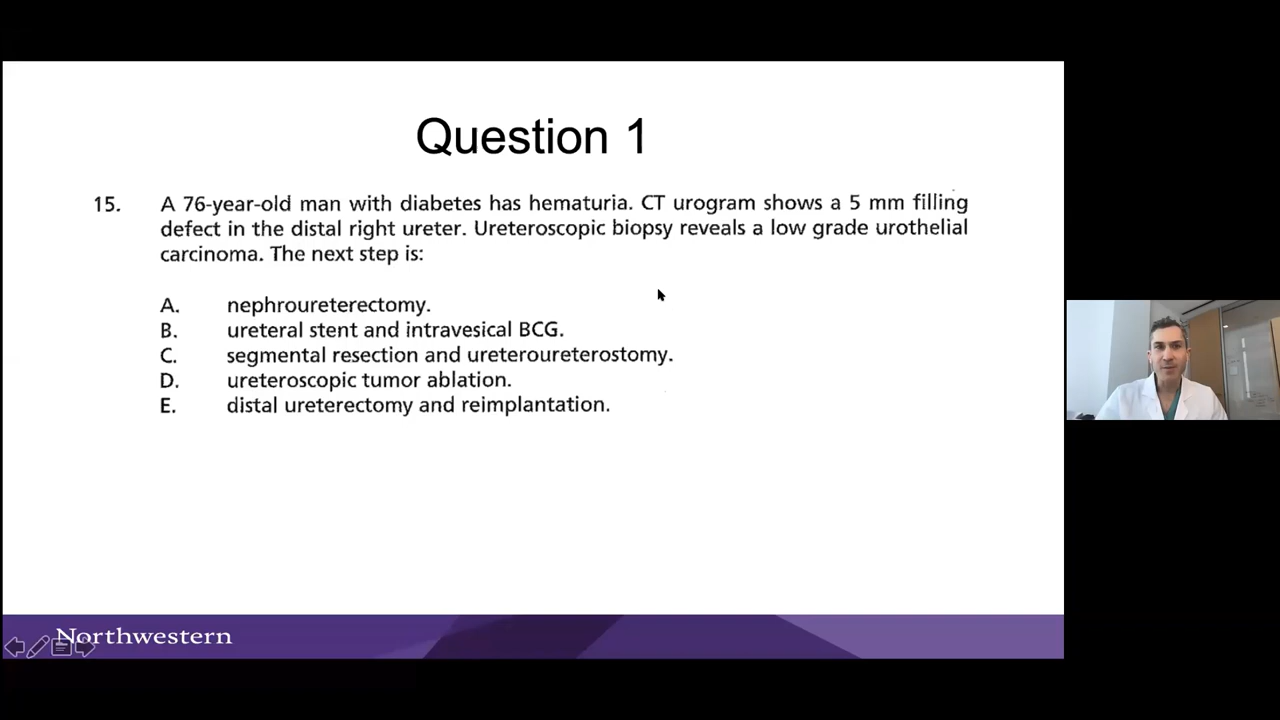 Question 1
15. A 76-year-old man with diabetes has hematuria. CT urogram shows a 5 mm filling
defect in the distal right ureter. Ureteroscopic biopsy reveals a low grade urothelial
carcinoma. The next step is:
A. nephroureterectomy.
B. ureteral stent and intravesical BCG.
C. segmental resection and ureteroureterostomy.
D. ureteroscopic tumor ablation.
E. distal ureterectomy and reimplantation.
Northwestern